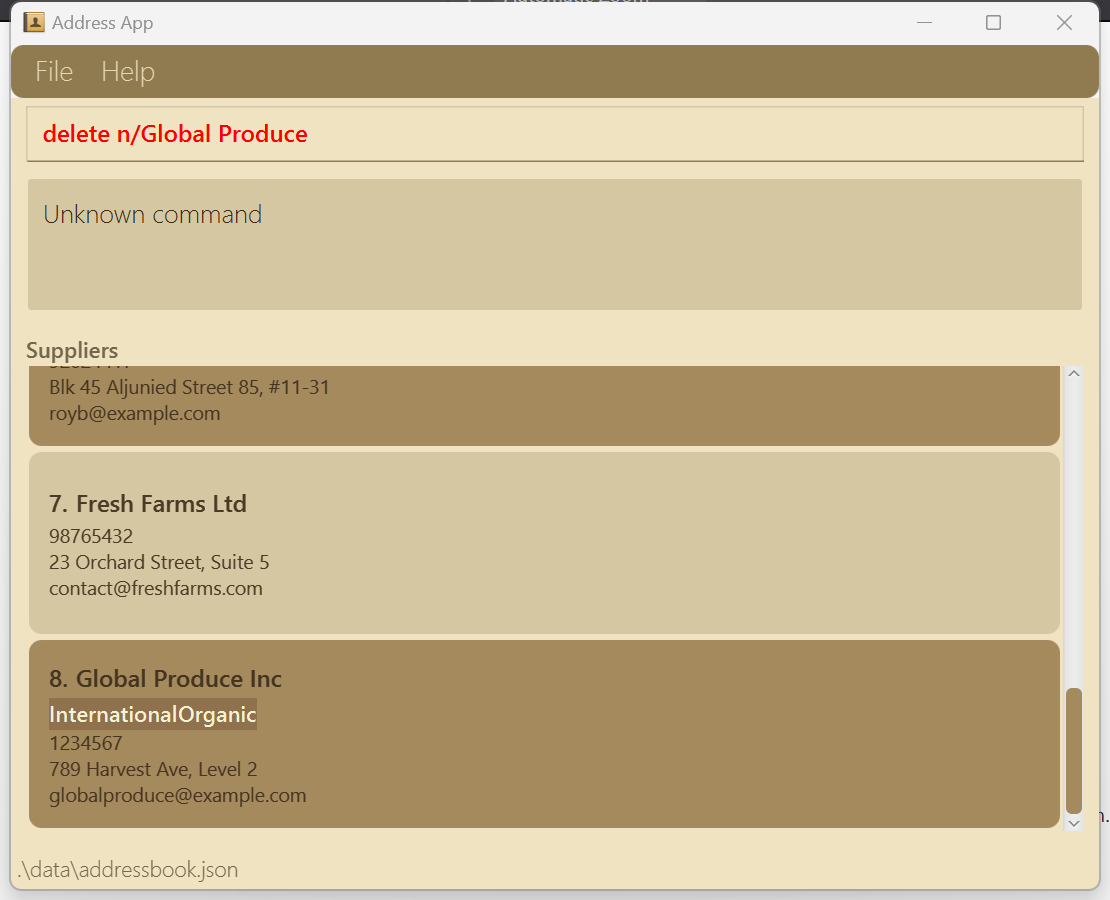 Address App
File Help
delete n/Global Produce
Unknown command
Suppliers
Blk 45 Aljunied Street 85, #11-31
royb@example.com
7. Fresh Farms Ltd
98765432
23 Orchard Street, Suite 5
contact@freshfarms.com
8. Global Produce Inc
InternationalOrganic
1234567
789 Harvest Ave, Level 2
globalproduce@example.com
.\data\addressbook.json